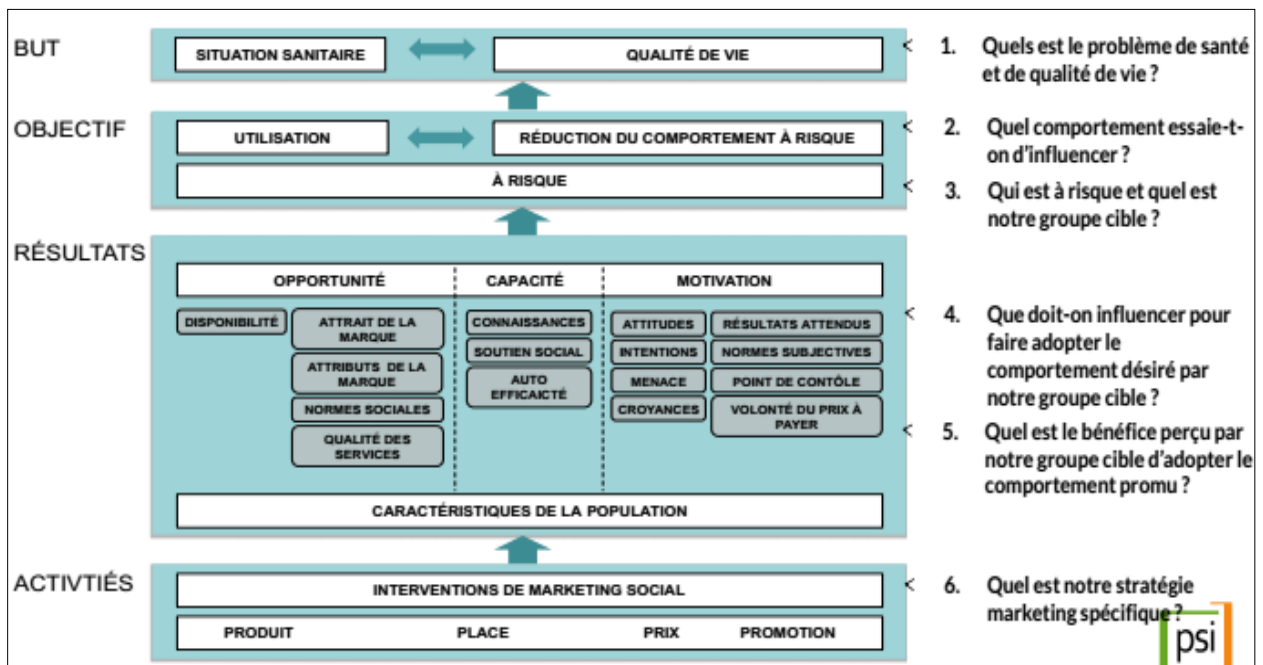 BUT
SITUATION SANITAIRE
QUALITÉ DE VIE
< 1. Quels est le problème de santé
et de qualité de vie ?
OBJECTIF
UTILISATION
RÉDUCTION DU COMPORTEMENT À RISQUE
< 2. Quel comportement essaie-t-
on d'influencer ?
À RISQUE
< 3. Qui est à risque et quel est
notre groupe cible ?
RÉSULTATS
OPPORTUNITÉ
CAPACITÉ
MOTIVATION
DISPONIBILITÉ
ATTRAIT DE LA
MARQUE
ATTRIBUTS DE LA
MARQUE
NORMES SOCIALES
QUALITÉ DES
SERVICES
CONNAISSANCES
SOUTIEN SOCIAL
AUTO
EFFICAICTÉ
ATTITUDES
INTENTIONS
MENACE
CROYANCES
RÉSULTATS ATTENDUS
NORMES SUBJECTIVES
POINT DE CONTÔLE
VOLONTÉ DU PRIX À
PAYER
< 4. Que doit-on influencer pour
faire adopter le
comportement désiré par
notre groupe cible ?
< 5. Quel est le bénéfice perçu par
notre groupe cible d'adopter le
comportement promu ?
CARACTÉRISTIQUES DE LA POPULATION
ACTIVTIÉS
INTERVENTIONS DE MARKETING SOCIAL
< 6. Quel est notre stratégie
marketing spécifique ?
PRODUIT
PLACE
PRIX
PROMOTION
psi